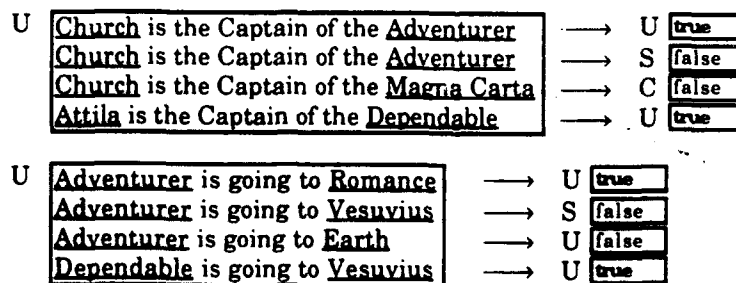 U Church is the Captain of the Adventurer → U true
Church is the Captain of the Adventurer → S false
Church is the Captain of the Magna Carta → C false
Attila is the Captain of the Dependable → U true
U Adventurer is going to Romance → U true
Adventurer is going to Vesuvius → S false
Adventurer is going to Earth → U false
Dependable is going to Vesuvius → U true